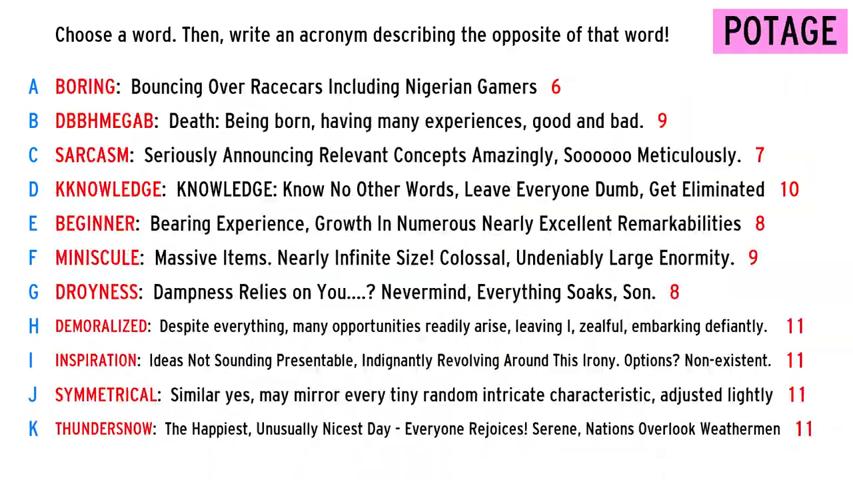 Choose a word. Then, write an acronym describing the opposite of that word!
POTAGE
A BORING: Bouncing Over Racecars Including Nigerian Gamers 6
B DBBHMEGAB: Death: Being born, having many experiences, good and bad. 9
C SARCASM: Seriously Announcing Relevant Concepts Amazingly, Soooooo Meticulously. 7
D KKNOWLEDGE: KNOWLEDGE: Know No Other Words, Leave Everyone Dumb, Get Eliminated 10
E BEGINNER: Bearing Experience, Growth In Numerous Nearly Excellent Remarkabilities 8
F MINISCULE: Massive Items. Nearly Infinite Size! Colossal, Undeniably Large Enormity. 9
G DROYNESS: Dampness Relies on You....? Nevermind, Everything Soaks, Son. 8
H DEMORALIZED: Despite everything, many opportunities readily arise, leaving I, zealful, embarking defiantly. 11
I INSPIRATION: Ideas Not Sounding Presentable, Indignantly Revolving Around This Irony. Options? Non-existent. 11
J SYMMETRICAL: Similar yes, may mirror every tiny random intricate characteristic, adjusted lightly 11
K THUNDERSNOW: The Happiest, Unusually Nicest Day - Everyone Rejoices! Serene, Nations Overlook Weathermen 11